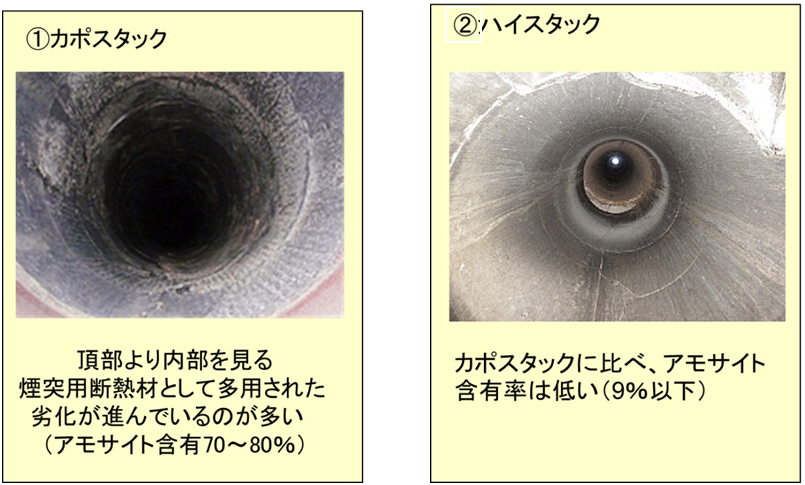 ①カポスタック
頂部より内部を見る
煙突用断熱材として多用された
劣化が進んでいるのが多い
（アモサイト含有70～80%）
②ハイスタック
カポスタックに比べ、アモサイト
含有率は低い（9%以下）